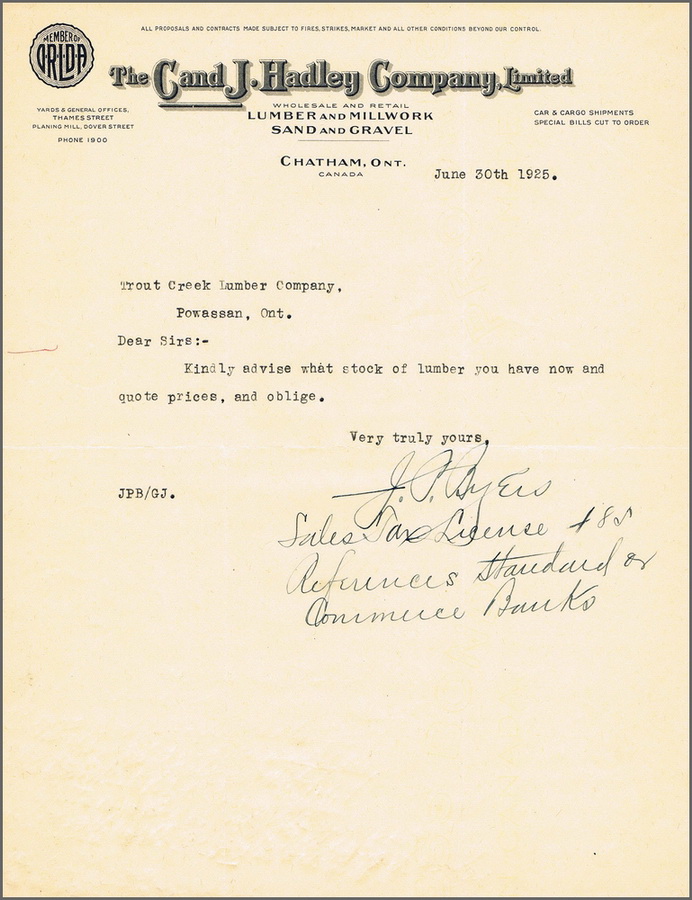 ALL PROPOSALS AND CONTRACTS MADE SUBJECT TO FIRES, STRIKES, MARKET AND ALL OTHER CONDITIONS BEYOND OUR CONTROL.
MEMBER OF
ORLDA
The C and J. Hadley Company, Limited
WHOLESALE AND RETAIL
LUMBER AND MILLWORK
SAND AND GRAVEL
YARDS & GENERAL OFFICES,
THAMES STREET
PLANING MILL, DOVER STREET
PHONE 1900
CAR & CARGO SHIPMENTS
SPECIAL BILLS CUT TO ORDER
CHATHAM, ONT.
CANADA
June 30th 1925.
Trout Creek Lumber Company,
Powassan, Ont.
Dear Sirs:-
Kindly advise what stock of lumber you have now and
quote prices, and oblige.
Very truly yours,
JPB/GJ.
J. P. Byers
Sales Tax License #85
References Standard or
Commerce Banks